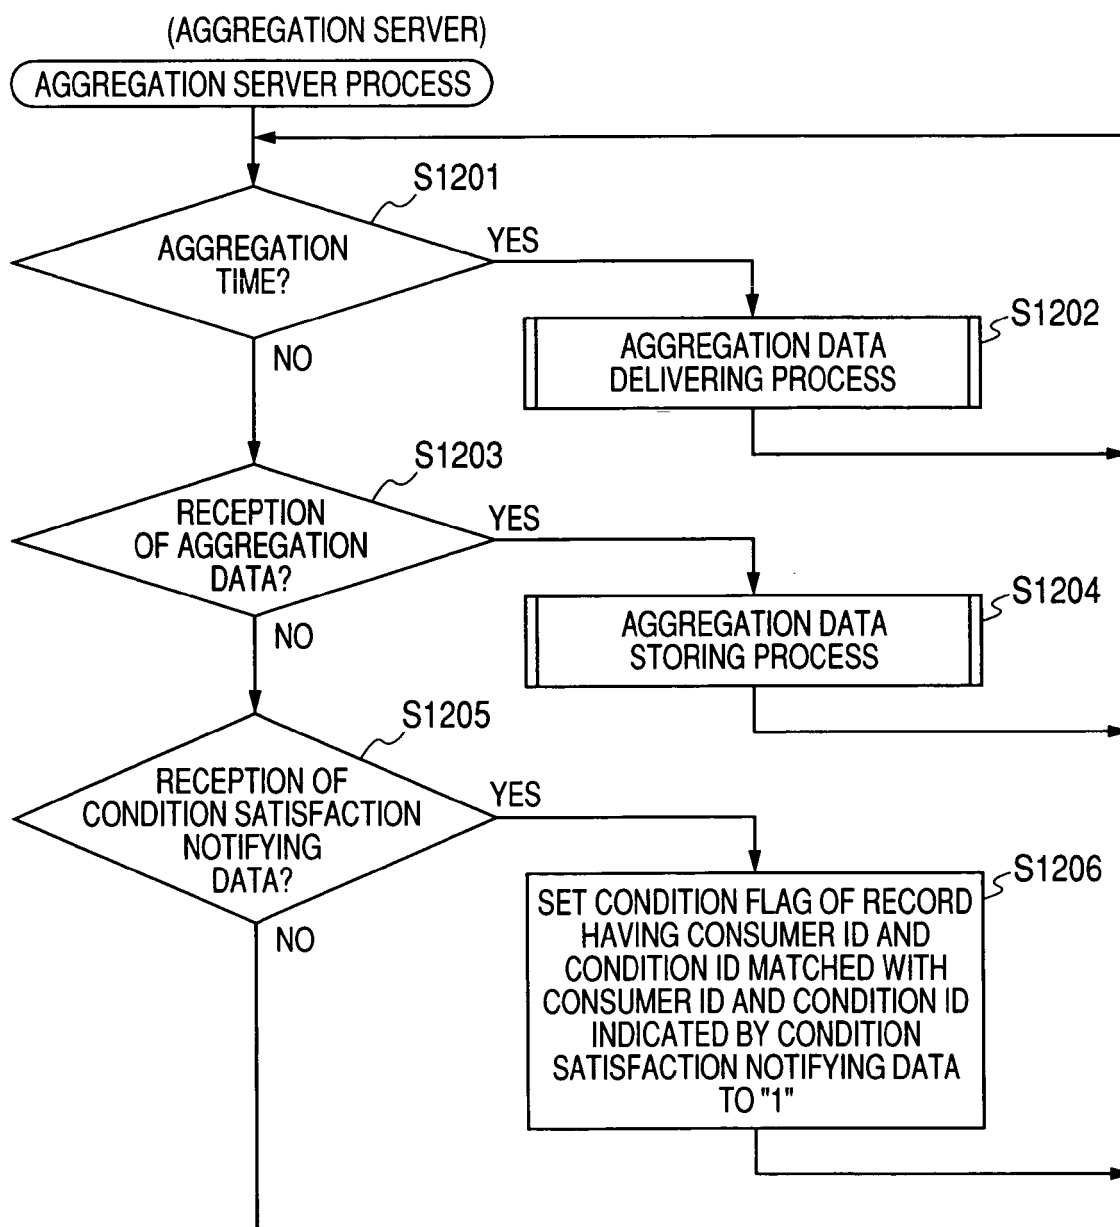 (AGGREGATION SERVER)
AGGREGATION SERVER PROCESS
S1201
AGGREGATION
TIME?
YES
NO
S1202
AGGREGATION DATA
DELIVERING PROCESS
S1203
RECEPTION
OF AGGREGATION
DATA?
YES
NO
S1204
AGGREGATION DATA
STORING PROCESS
S1205
RECEPTION OF
CONDITION SATISFACTION
NOTIFYING
DATA?
YES
NO
S1206
SET CONDITION FLAG OF RECORD
HAVING CONSUMER ID AND
CONDITION ID MATCHED WITH
CONSUMER ID AND CONDITION ID
INDICATED BY CONDITION
SATISFACTION NOTIFYING DATA
TO "1"